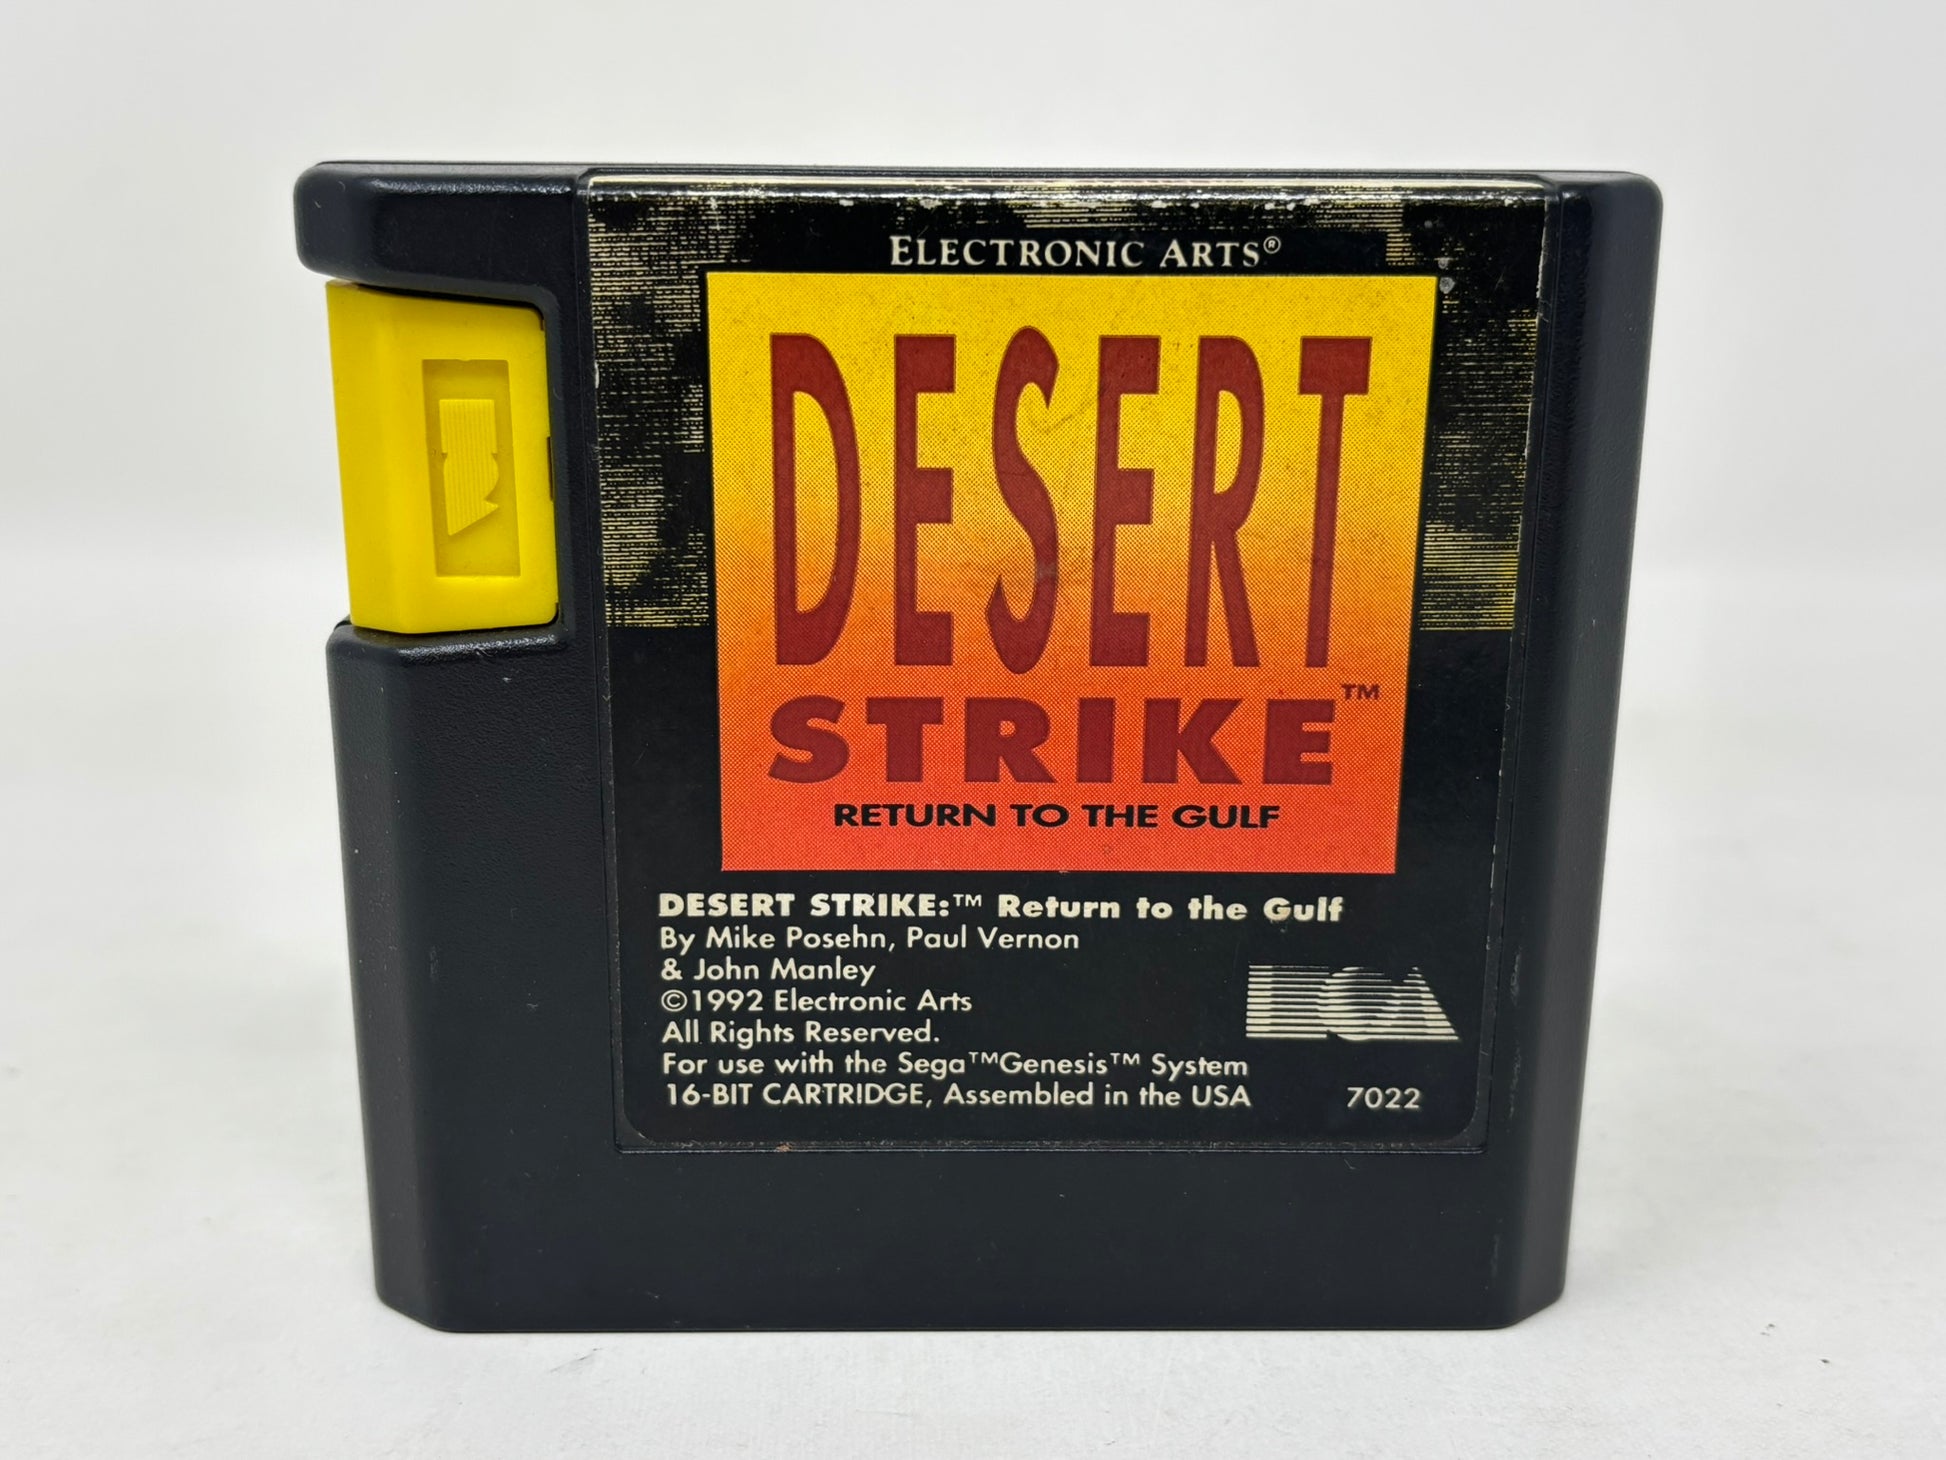 ELECTRONIC ARTS®
DESERT
STRIKE™
RETURN TO THE GULF
DESERT STRIKE:™ Return to the Gulf
By Mike Posehn, Paul Vernon
& John Manley
©1992 Electronic Arts
All Rights Reserved.
For use with the Sega™Genesis™ System
16-BIT CARTRIDGE, Assembled in the USA
EA
7022